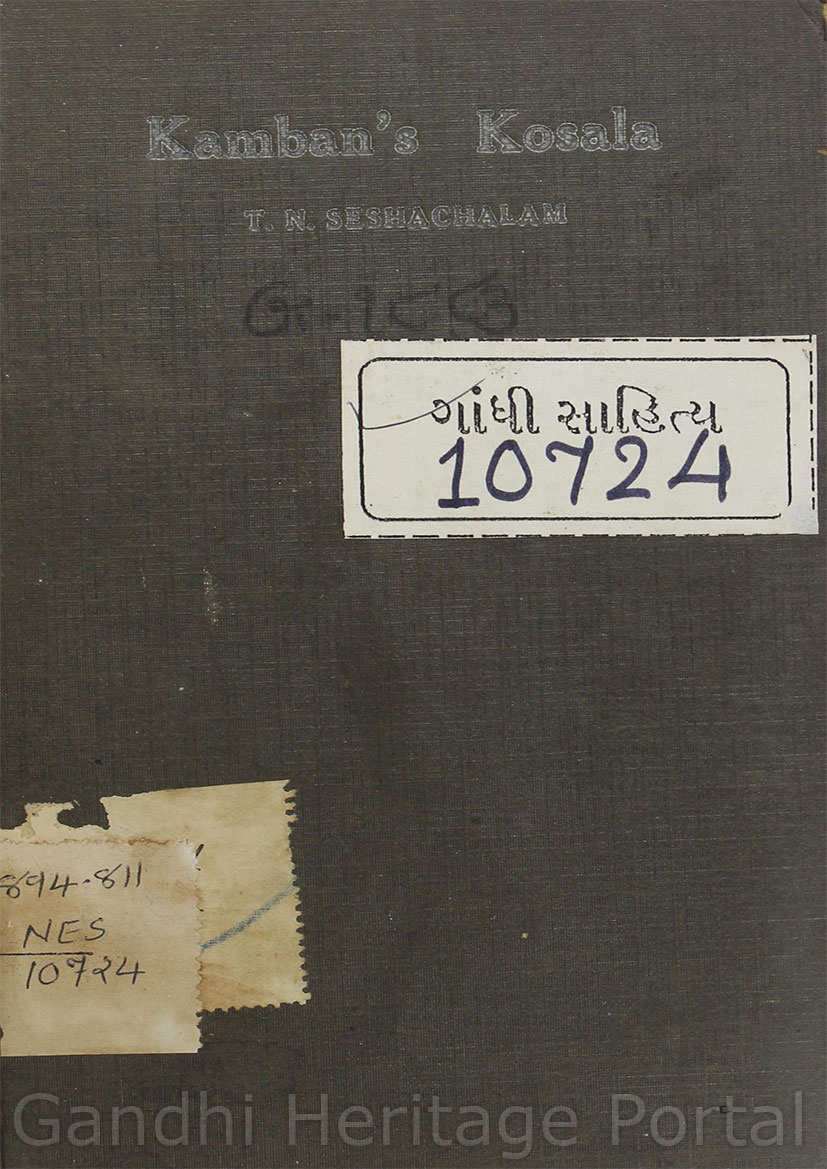 Kamban's Kosala
T. N. SESHACHALAM
ગાંધી સાહિત્ય
10724
894.811
NES
10724
Gandhi Heritage Portal